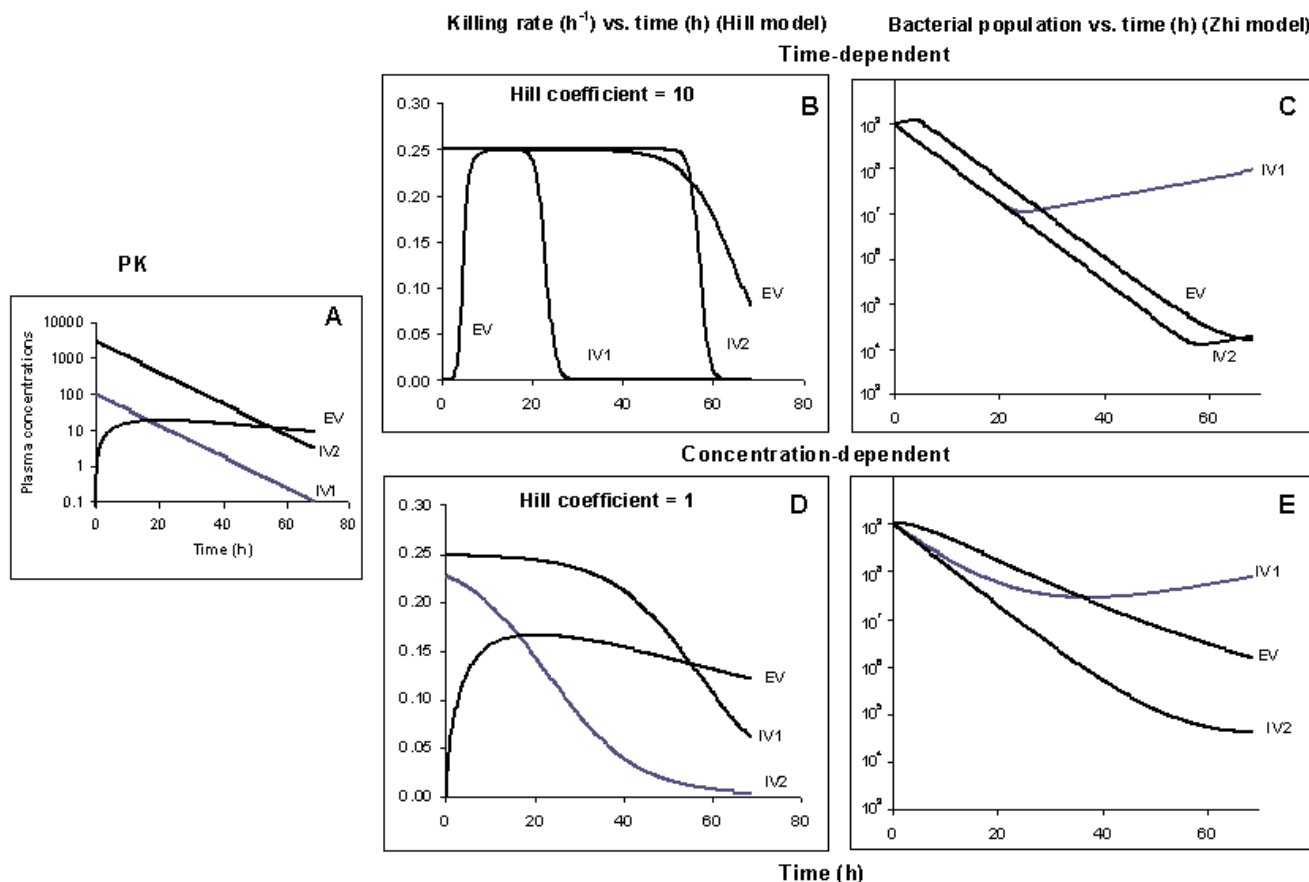 Killing rate (h⁻¹) vs. time (h) (Hill model)
Bacterial population vs. time (h) (Zhi model)
Time-dependent
PK
A
Plasma concentrations
10000
1000
100
10
1
0.1
EV
IV2
IV1
0
20
40
60
80
Time (h)
Hill coefficient = 10
B
0.30
0.25
0.20
0.15
0.10
0.05
0.00
EV
IV1
IV2
EV
0
20
40
60
80
C
10⁹
10⁸
10⁷
10⁶
10⁵
10⁴
10³
IV1
EV
IV2
0
20
40
60
Concentration-dependent
Hill coefficient = 1
D
0.30
0.25
0.20
0.15
0.10
0.05
0.00
EV
IV1
IV2
0
20
40
60
80
E
10⁹
10⁸
10⁷
10⁶
10⁵
10⁴
10³
IV1
EV
IV2
0
20
40
60
Time (h)